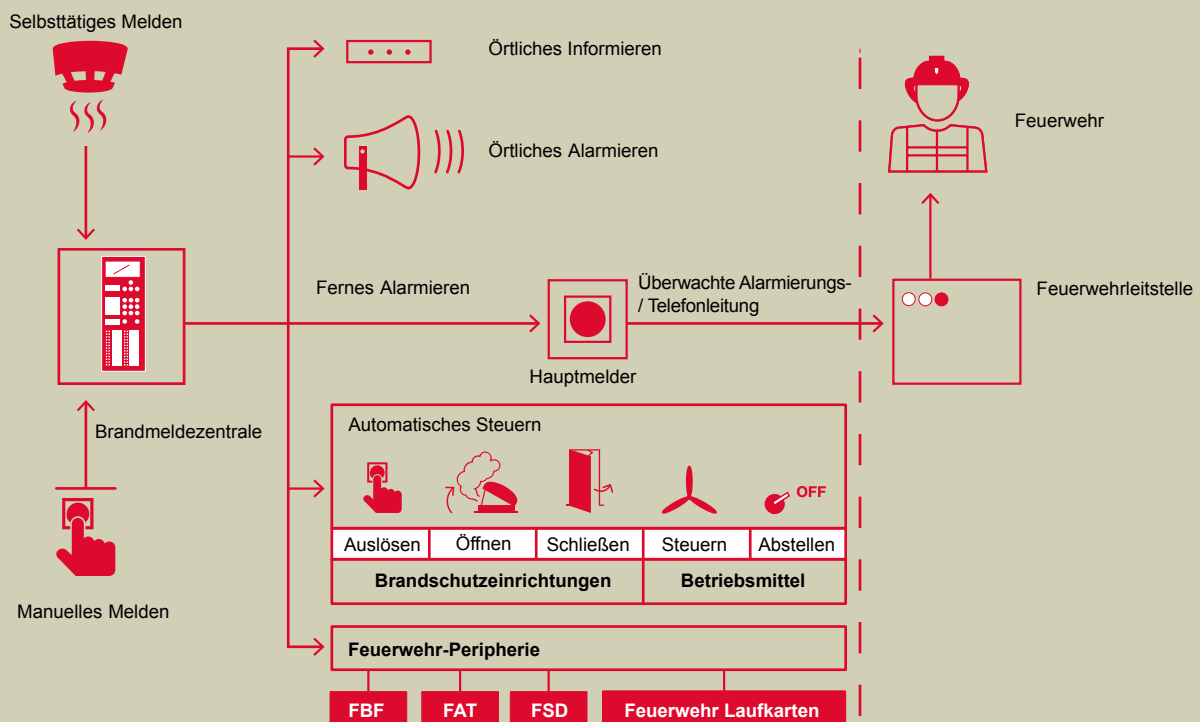 Selbsttätiges Melden
Örtliches Informieren
Örtliches Alarmieren
Feuerwehr
Fernes Alarmieren
Überwachte Alarmierungs-
/ Telefonleitung
Feuerwehrleitstelle
Hauptmelder
Brandmeldezentrale
Manuelles Melden
Automatisches Steuern
OFF
Auslösen Öffnen Schließen Steuern Abstellen
Brandschutzeinrichtungen Betriebsmittel
Feuerwehr-Peripherie
FBF FAT FSD Feuerwehr Laufkarten